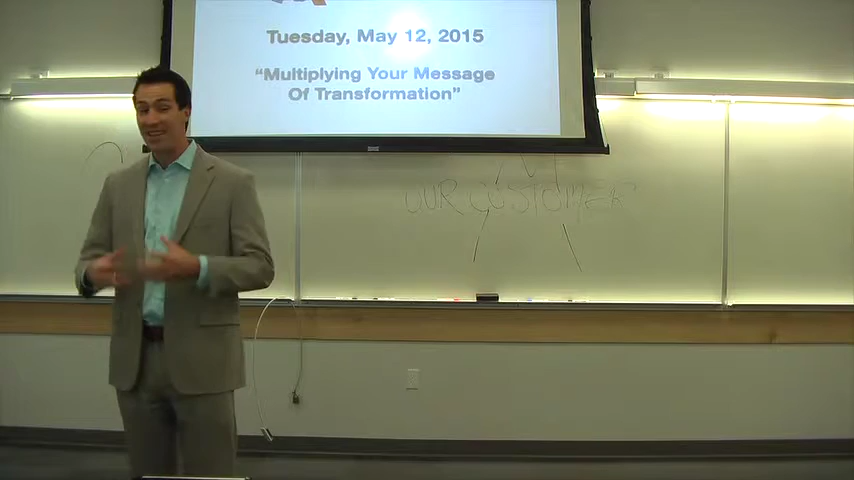 Tuesday, May 12, 2015
“Multiplying Your Message
Of Transformation”
OUR CUSTOMER